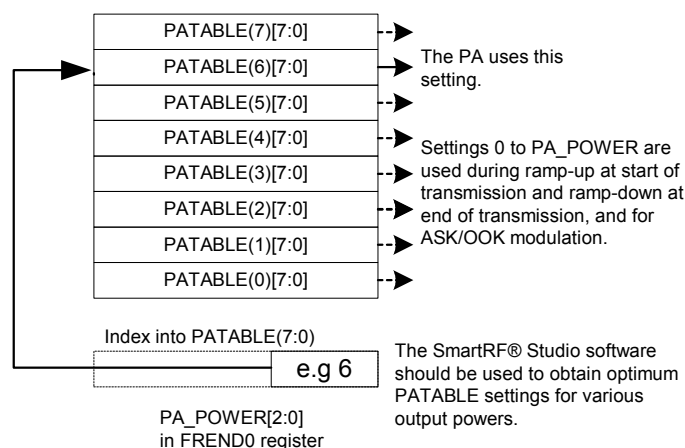 PATABLE(7)[7:0]
PATABLE(6)[7:0]
PATABLE(5)[7:0]
PATABLE(4)[7:0]
PATABLE(3)[7:0]
PATABLE(2)[7:0]
PATABLE(1)[7:0]
PATABLE(0)[7:0]
The PA uses this
setting.
Settings 0 to PA_POWER are
used during ramp-up at start of
transmission and ramp-down at
end of transmission, and for
ASK/OOK modulation.
Index into PATABLE(7:0)
e.g 6
PA_POWER[2:0]
in FREND0 register
The SmartRF® Studio software
should be used to obtain optimum
PATABLE settings for various
output powers.